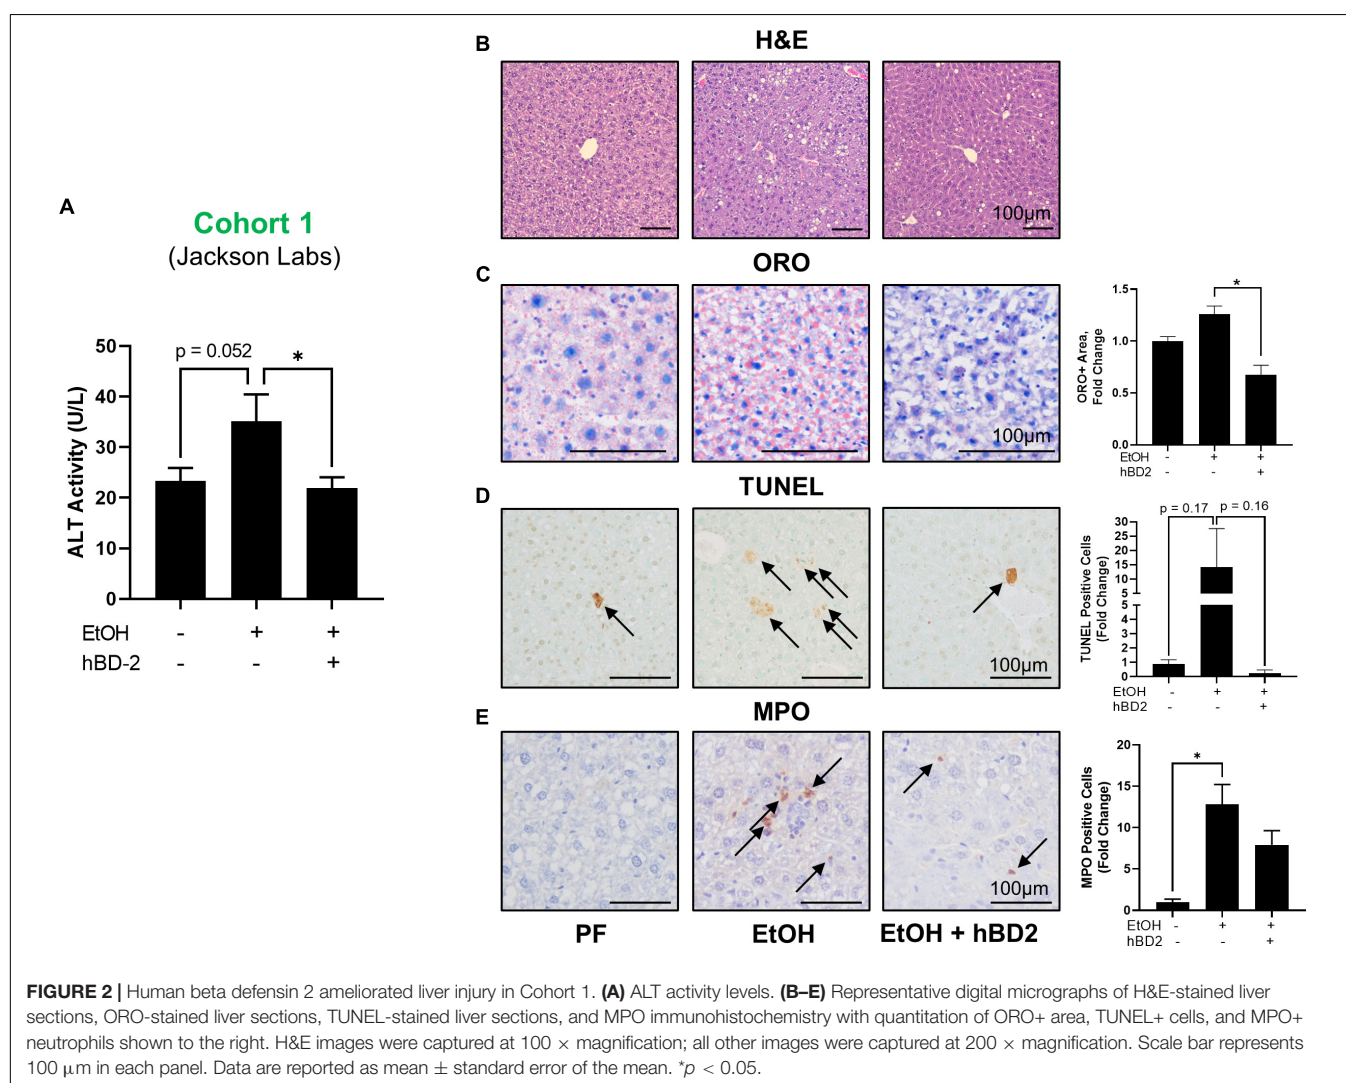 A
Cohort 1
(Jackson Labs)
ALT Activity (U/L)
50
40
30
20
10
0
p = 0.052
*
EtOH - + +
hBD-2 - - +
B
H&E
100µm
C
ORO
100µm
ORO+ Area,
Fold Change
1.5
1.0
0.5
0.0
*
EtOH - + +
hBD2 - - +
D
TUNEL
100µm
TUNEL Positive Cells
(Fold Change)
p = 0.17 p = 0.16
30
25
20
15
10
5
5
4
3
2
1
0
EtOH - + +
hBD2 - - +
E
MPO
100µm
MPO Positive Cells
(Fold Change)
20
15
10
5
0
*
EtOH - + +
hBD2 - - +
PF EtOH EtOH + hBD2
FIGURE 2 | Human beta defensin 2 ameliorated liver injury in Cohort 1. (A) ALT activity levels. (B–E) Representative digital micrographs of H&E-stained liver
sections, ORO-stained liver sections, TUNEL-stained liver sections, and MPO immunohistochemistry with quantitation of ORO+ area, TUNEL+ cells, and MPO+
neutrophils shown to the right. H&E images were captured at 100 × magnification; all other images were captured at 200 × magnification. Scale bar represents
100 µm in each panel. Data are reported as mean ± standard error of the mean. *p < 0.05.